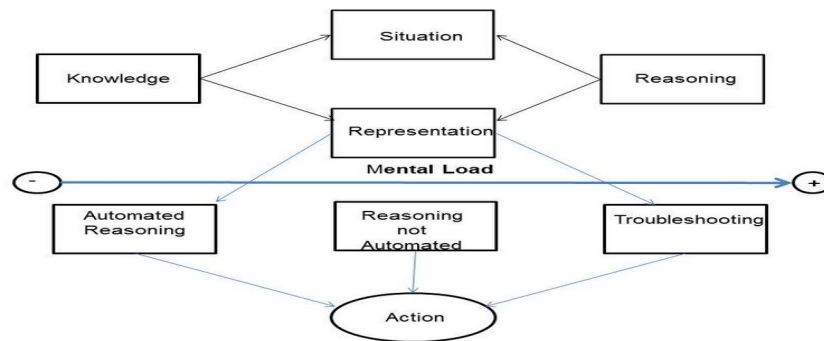 Situation
Knowledge
Reasoning
Representation
Mental Load
-
+
Automated
Reasoning
Reasoning
not
Automated
Troubleshooting
Action